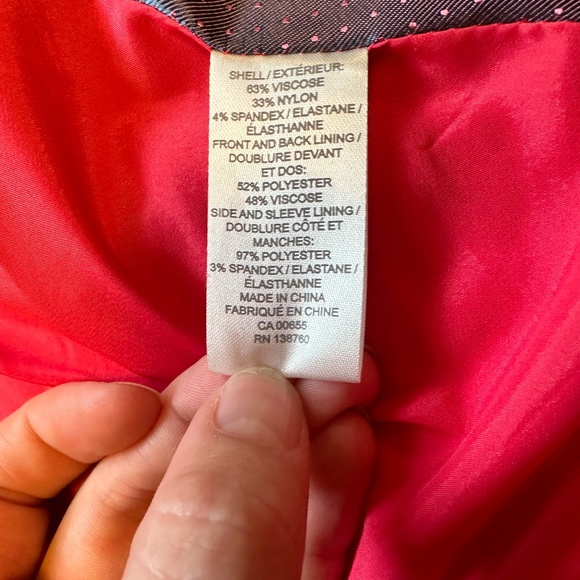 SHELL / EXTÉRIEUR:
63% VISCOSE
33% NYLON
4% SPANDEX / ELASTANE /
ÉLASTHANNE
FRONT AND BACK LINING /
DOUBLURE DEVANT
ET DOS:
52% POLYESTER
48% VISCOSE
SIDE AND SLEEVE LINING /
DOUBLURE CÔTÉ ET
MANCHES:
97% POLYESTER
3% SPANDEX / ELASTANE /
ÉLASTHANNE
MADE IN CHINA
FABRIQUÉ EN CHINE
CA 00655
RN 138760